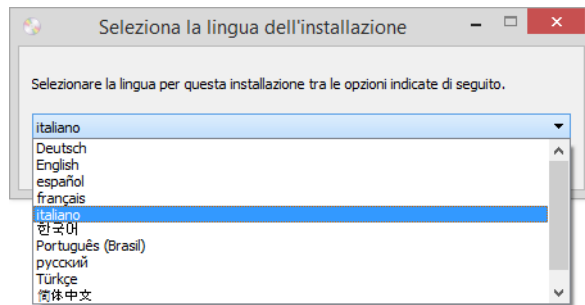 Seleziona la lingua dell'installazione
Selezionare la lingua per questa installazione tra le opzioni indicate di seguito.
italiano
Deutsch
English
español
français
italiano
한국어
Português (Brasil)
русский
Türkçe
简体中文